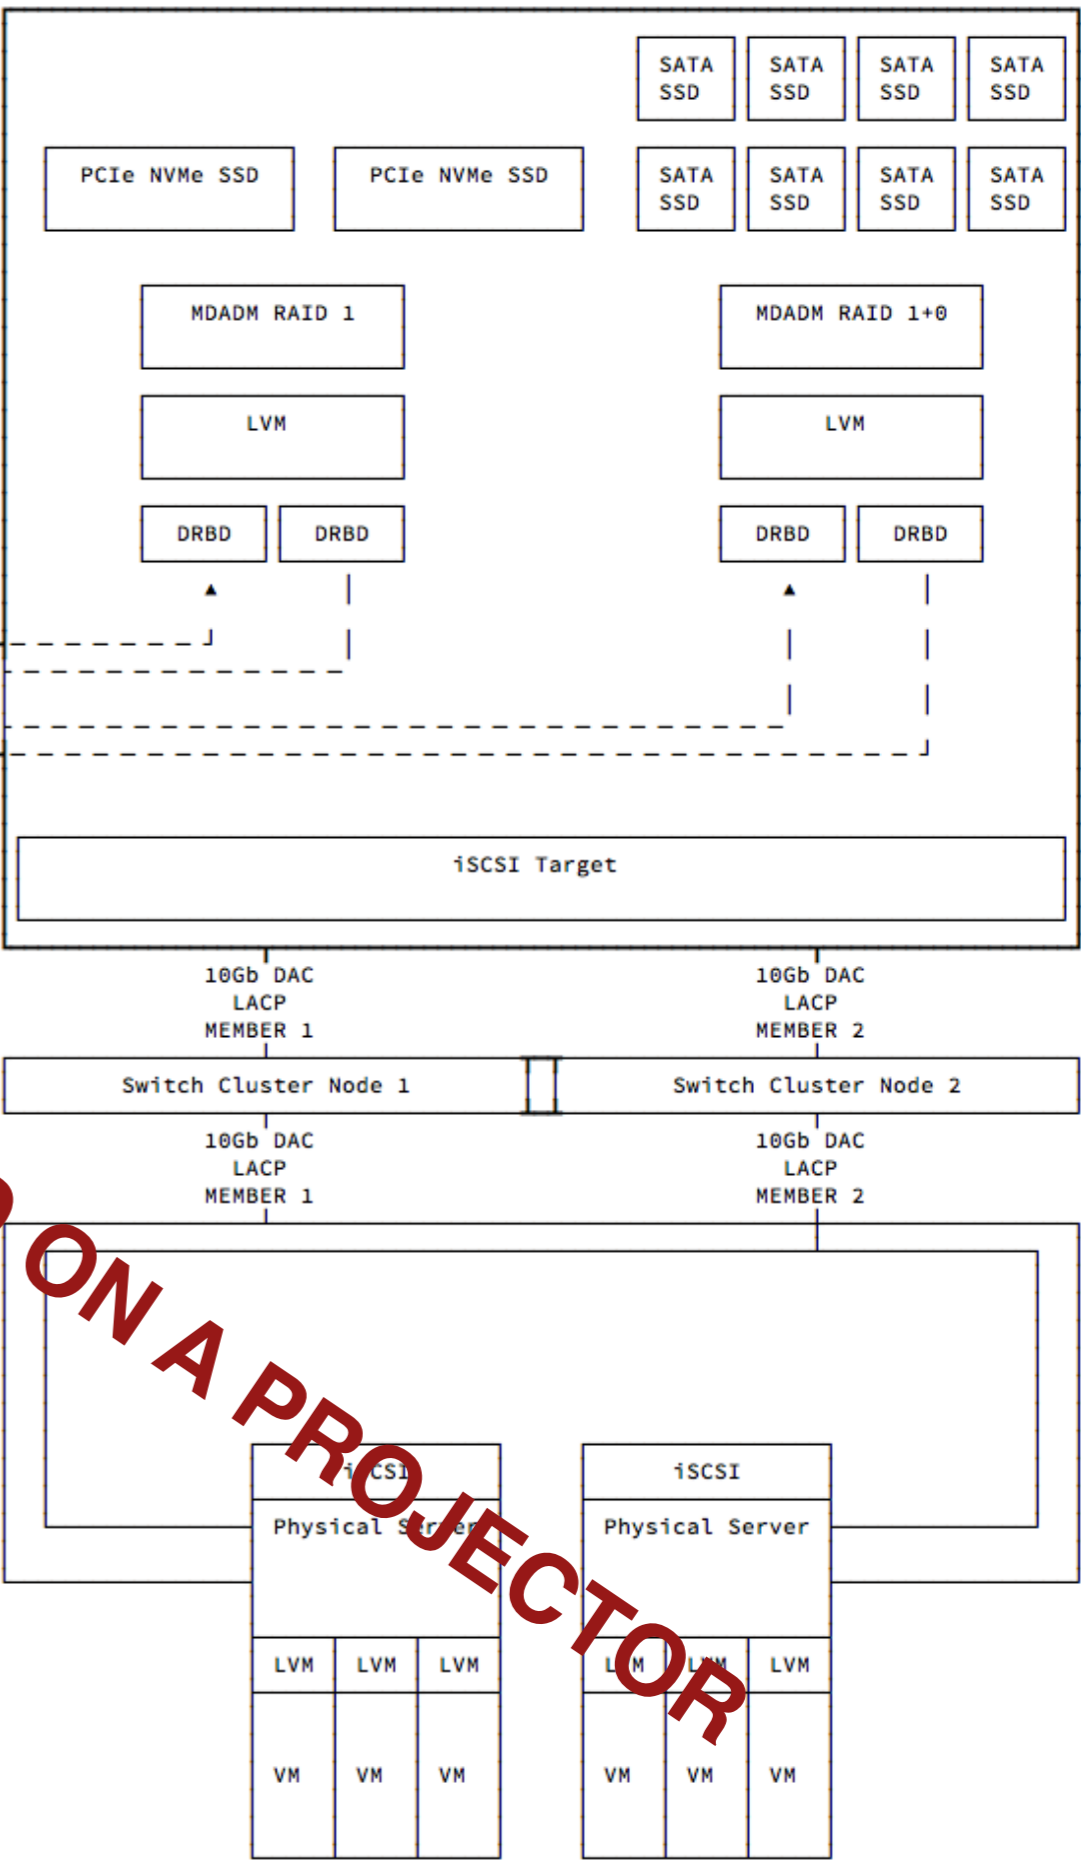 SATA SATA SATA SATA
SSD SSD SSD SSD
PCIe NVMe SSD PCIe NVMe SSD SATA SATA SATA SATA
SSD SSD SSD SSD
MDADM RAID 1 MDADM RAID 1+0
LVM LVM
DRBD DRBD DRBD DRBD
iSCSI Target
10Gb DAC 10Gb DAC
LACP LACP
MEMBER 1 MEMBER 2
Switch Cluster Node 1 Switch Cluster Node 2
10Gb DAC 10Gb DAC
LACP LACP
MEMBER 1 MEMBER 2
ON A PROJECTOR
iSCSI iSCSI
Physical Server Physical Server
LVM LVM LVM LVM LVM LVM
VM VM VM VM VM VM